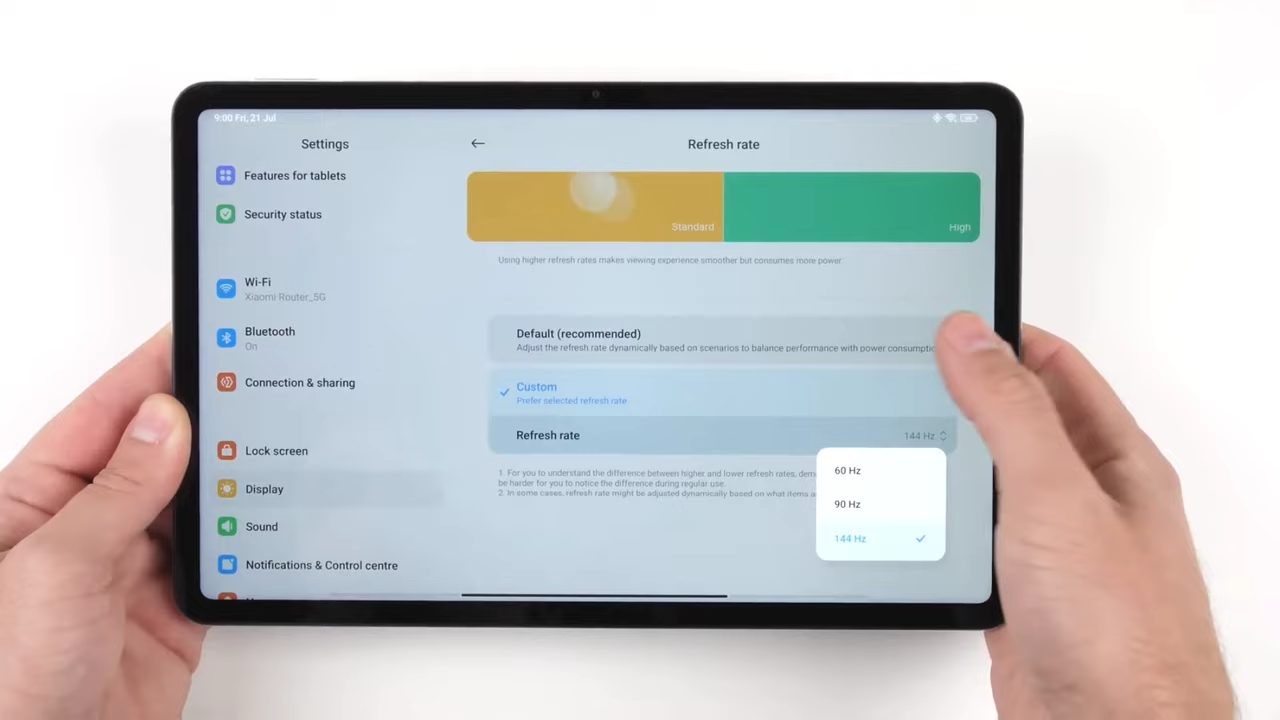 9:00 Fri, 21 Jul
Settings
Features for tablets
Security status
Wi-Fi
Xiaomi Router_5G
Bluetooth
On
Connection & sharing
Lock screen
Display
Sound
Notifications & Control centre
Refresh rate
Standard
High
Using higher refresh rates makes viewing experience smoother but consumes more power.
Default (recommended)
Adjust the refresh rate dynamically based on scenarios to balance performance with power
Custom
Prefer selected refresh rate
Refresh rate
144 Hz
1. For you to understand the difference between higher and lower refresh rates,
be harder for you to notice the difference during regular use.
2. In some cases, refresh rate might be adjusted dynamically based on what items
60 Hz
90 Hz
144 Hz